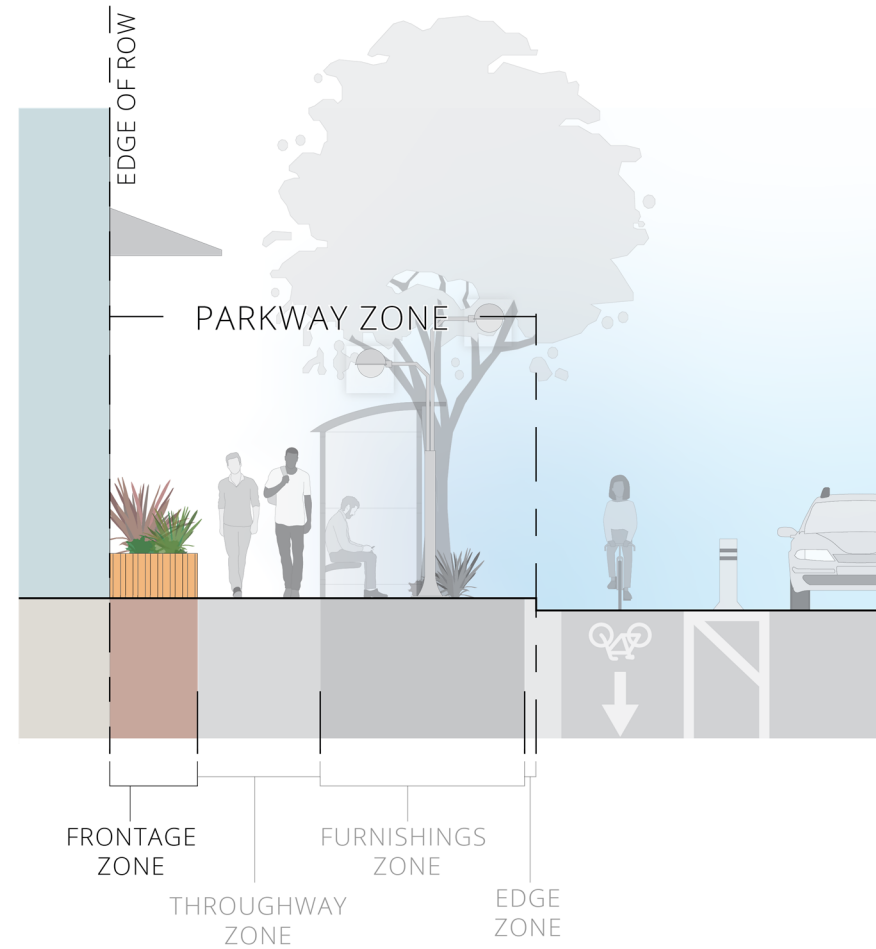 EDGE OF ROW
PARKWAY ZONE
FRONTAGE
ZONE
THROUGHWAY
ZONE
FURNISHINGS
ZONE
EDGE
ZONE